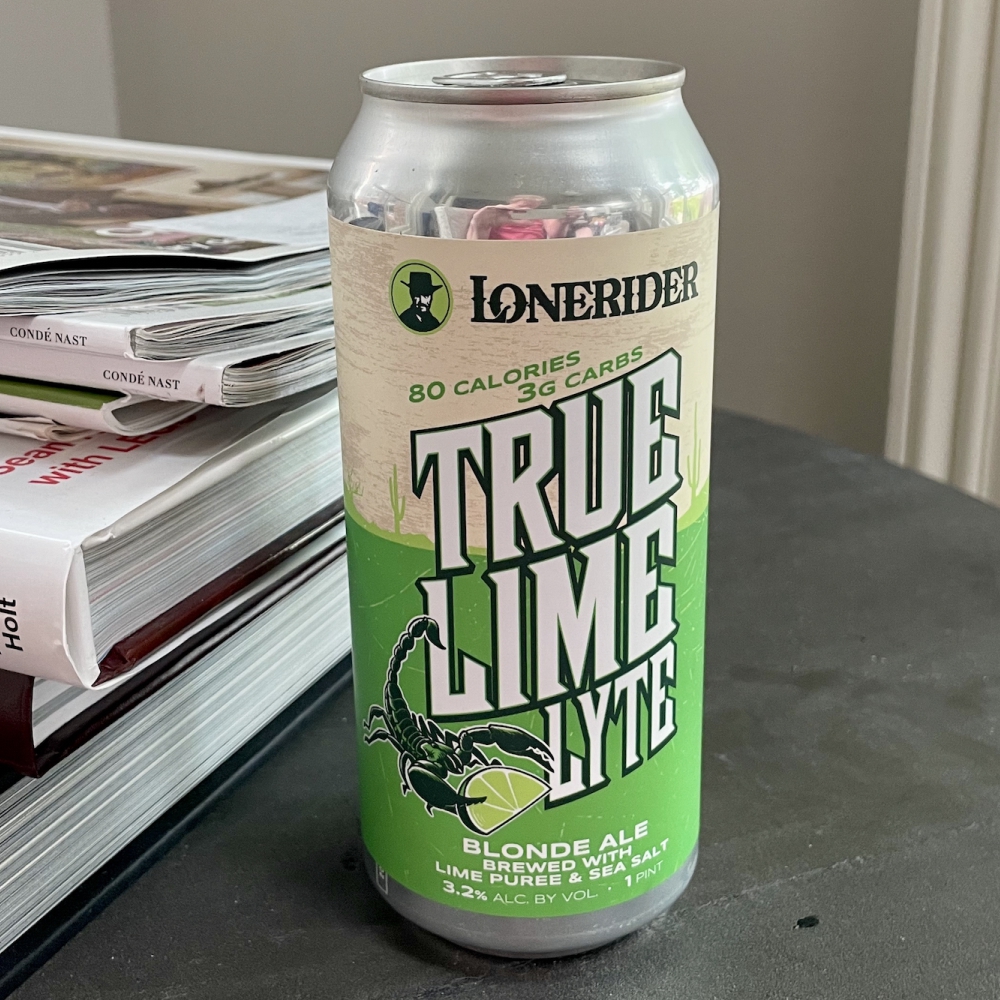 LONERIDER
80 CALORIES
3G CARBS
TRUE
LIME
LYTE
BLONDE ALE
BREWED WITH
LIME PUREE & SEA SALT
3.2% ALC. BY VOL. · 1 PINT
CONDÉ NAST
CONDÉ NAST
with
Holt